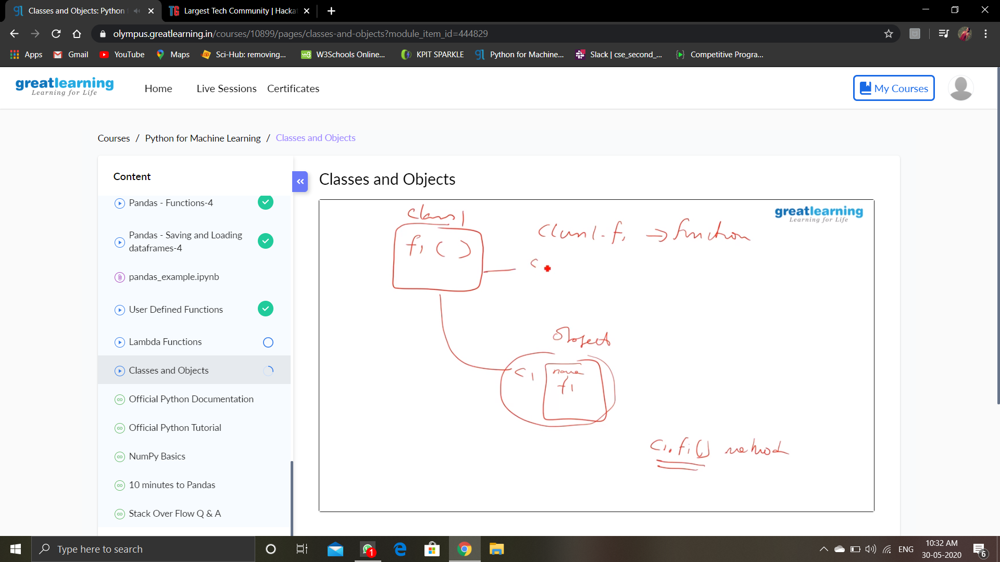 Classes and Objects: Python
Largest Tech Community | Hacka
olympus.greatlearning.in/courses/10899/pages/classes-and-objects?module_item_id=444829
Apps
Gmail
YouTube
Maps
Sci-Hub: removing...
W3Schools Online...
KPIT SPARKLE
Python for Machine...
Slack | cse_second_...
Competitive Progra...
greatlearning
Learning for Life
Home
Live Sessions
Certificates
My Courses
Courses / Python for Machine Learning / Classes and Objects
Content
Pandas - Functions-4
Pandas - Saving and Loading
dataframes-4
pandas_example.ipynb
User Defined Functions
Lambda Functions
Classes and Objects
Official Python Documentation
Official Python Tutorial
NumPy Basics
10 minutes to Pandas
Stack Over Flow Q & A
«
Classes and Objects
greatlearning
Learning for Life
Class1
f1 ( )
Class1.f1 → function
c
Object
c1
name
f1
c1.f1() method
Type here to search
1
ENG
10:32 AM
30-05-2020
6